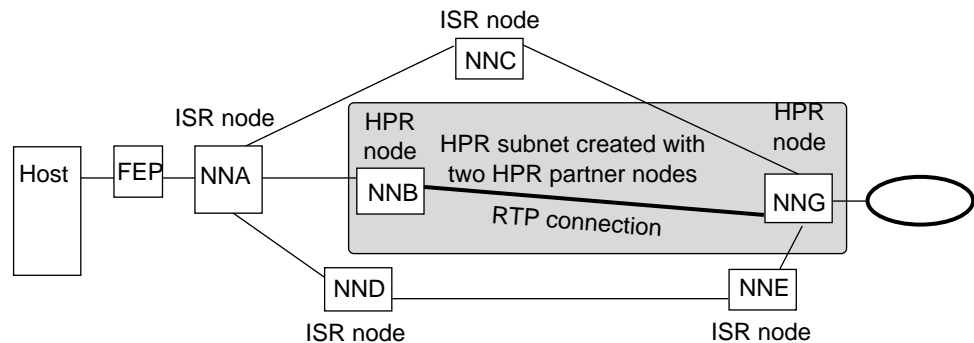 ISR node
NNC
ISR node
HPR
node
HPR
node
HPR subnet created with
two HPR partner nodes
Host
FEP
NNA
NNB
NNG
RTP connection
NND
ISR node
NNE
ISR node